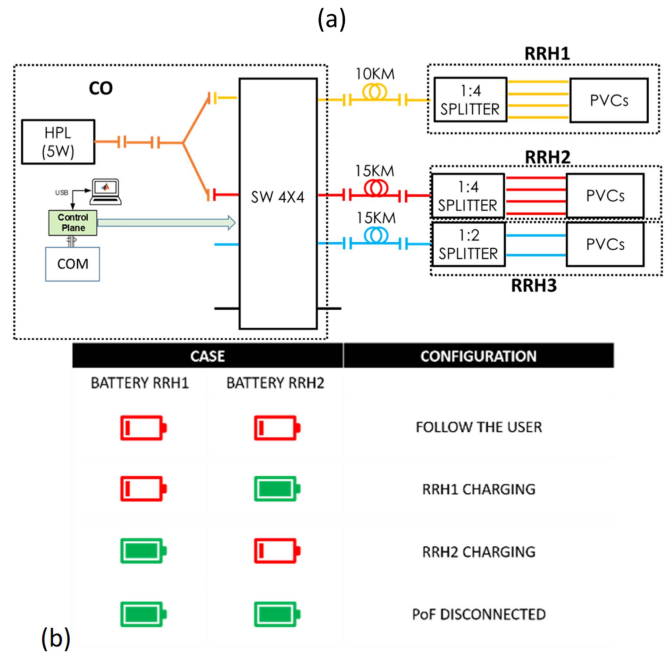 (a)
CO
HPL
(5W)
USB
Control
Plane
COM
SW 4X4
10KM
RRH1
1:4
SPLITTER
PVCs
15KM
RRH2
1:4
SPLITTER
PVCs
15KM
1:2
SPLITTER
PVCs
RRH3
CASE CONFIGURATION
BATTERY RRH1 BATTERY RRH2
FOLLOW THE USER
RRH1 CHARGING
RRH2 CHARGING
PoF DISCONNECTED
(b)